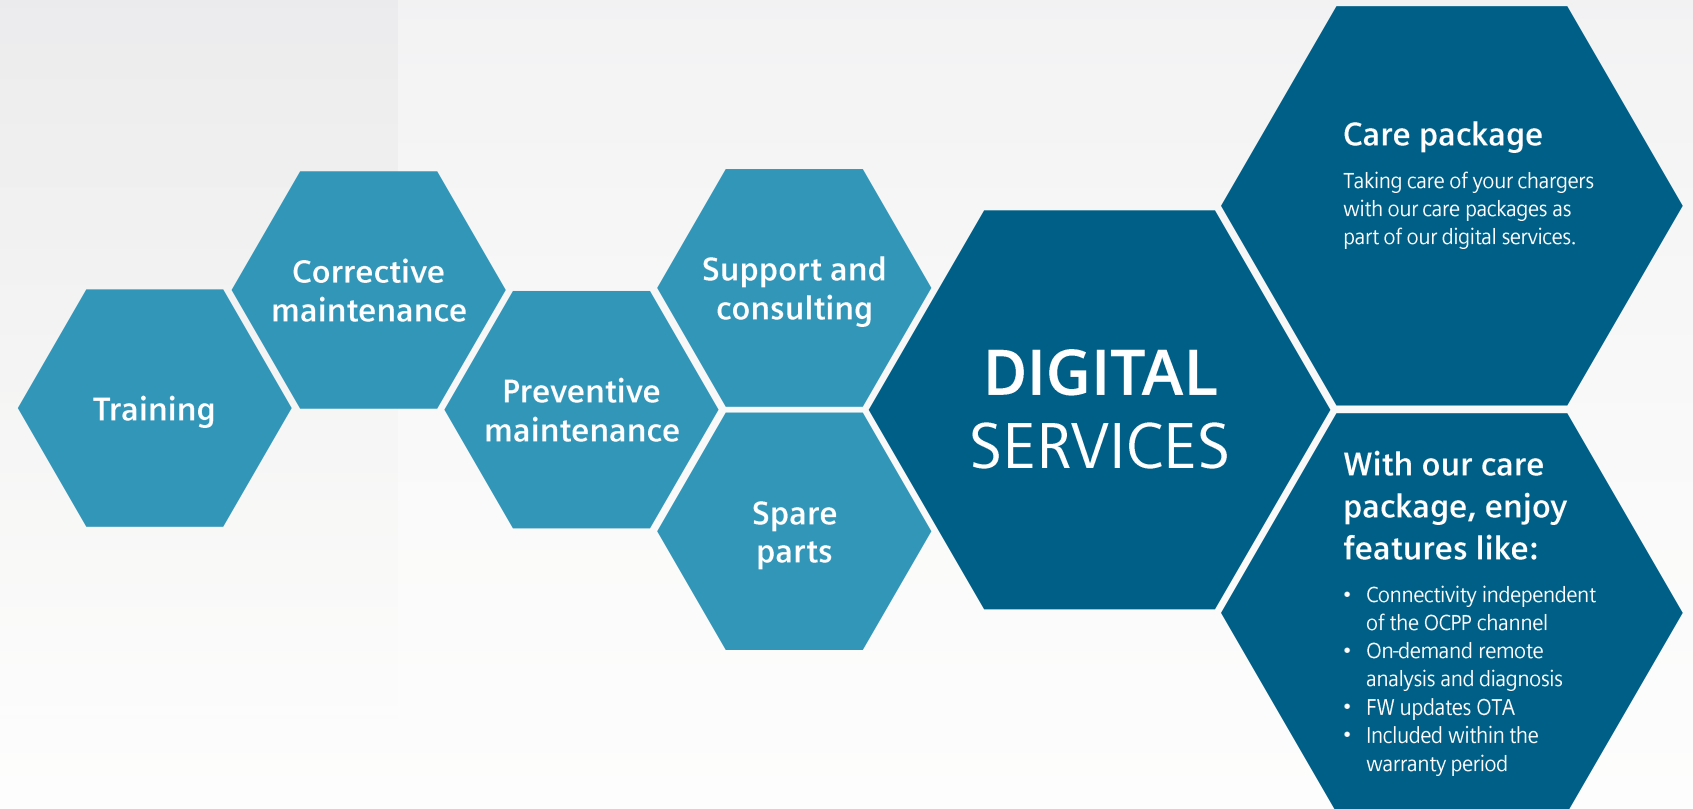 Training
Corrective
maintenance
Preventive
maintenance
Support and
consulting
Spare
parts
DIGITAL
SERVICES
Care package
Taking care of your chargers
with our care packages as
part of our digital services.
With our care
package, enjoy
features like:
• Connectivity independent
of the OCPP channel
• On-demand remote
analysis and diagnosis
• FW updates OTA
• Included within the
warranty period